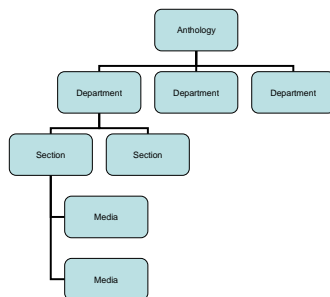 Anthology
Department
Department
Department
Section
Section
Media
Media